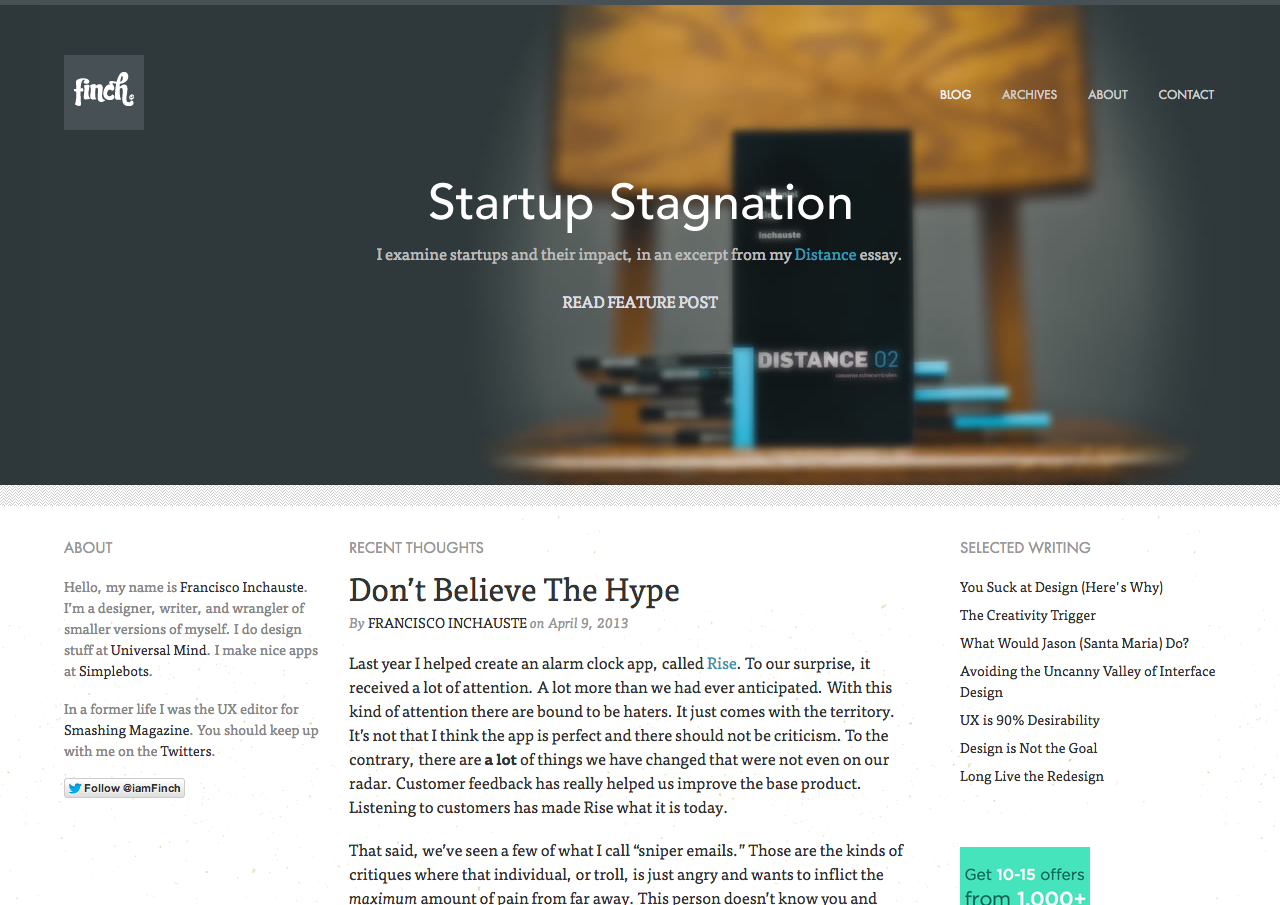 finch.
BLOG ARCHIVES ABOUT CONTACT
Startup Stagnation
Inchauste
I examine startups and their impact, in an excerpt from my Distance essay.
READ FEATURE POST
DISTANCE 02
ABOUT
Hello, my name is Francisco Inchauste.
I'm a designer, writer, and wrangler of
smaller versions of myself. I do design
stuff at Universal Mind. I make nice apps
at Simplebots.
In a former life I was the UX editor for
Smashing Magazine. You should keep up
with me on the Twitters.
Follow @iamFinch
RECENT THOUGHTS
Don't Believe The Hype
By FRANCISCO INCHAUSTE on April 9, 2013
Last year I helped create an alarm clock app, called Rise. To our surprise, it
received a lot of attention. A lot more than we had ever anticipated. With this
kind of attention there are bound to be haters. It just comes with the territory.
It's not that I think the app is perfect and there should not be criticism. To the
contrary, there are a lot of things we have changed that were not even on our
radar. Customer feedback has really helped us improve the base product.
Listening to customers has made Rise what it is today.
That said, we've seen a few of what I call “sniper emails.” Those are the kinds of
critiques where that individual, or troll, is just angry and wants to inflict the
maximum amount of pain from far away. This person doesn't know you and
SELECTED WRITING
You Suck at Design (Here's Why)
The Creativity Trigger
What Would Jason (Santa Maria) Do?
Avoiding the Uncanny Valley of Interface
Design
UX is 90% Desirability
Design is Not the Goal
Long Live the Redesign
Get 10-15 offers
from 1,000+